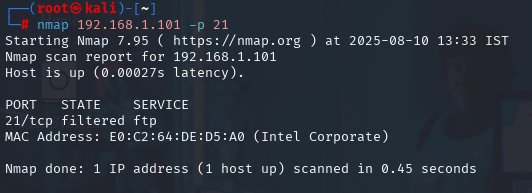 ┌──(root㉿kali)-[~]
└─# nmap 192.168.1.101 -p 21
Starting Nmap 7.95 ( https://nmap.org ) at 2025-08-10 13:33 IST
Nmap scan report for 192.168.1.101
Host is up (0.00027s latency).

PORT   STATE    SERVICE
21/tcp filtered ftp
MAC Address: E0:C2:64:DE:D5:A0 (Intel Corporate)

Nmap done: 1 IP address (1 host up) scanned in 0.45 seconds